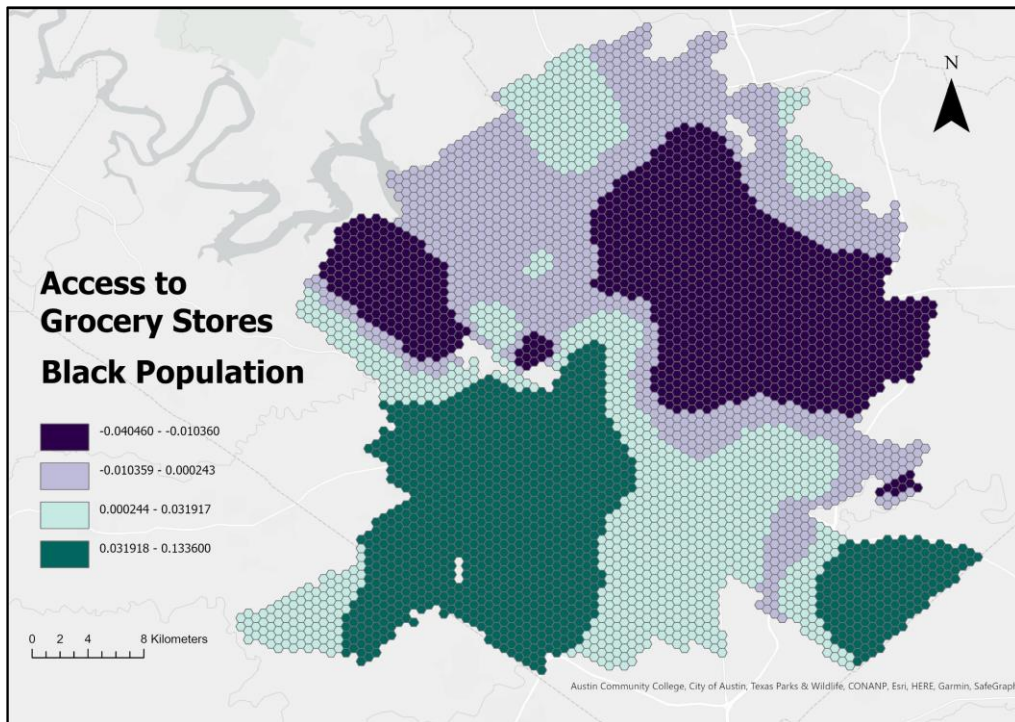 N
Access to
Grocery Stores
Black Population
-0.040460 - -0.010360
-0.010359 - 0.000243
0.000244 - 0.031917
0.031918 - 0.133600
0 2 4 8 Kilometers
Austin Community College, City of Austin, Texas Parks & Wildlife, CONANP, Esri, HERE, Garmin, SafeGraph